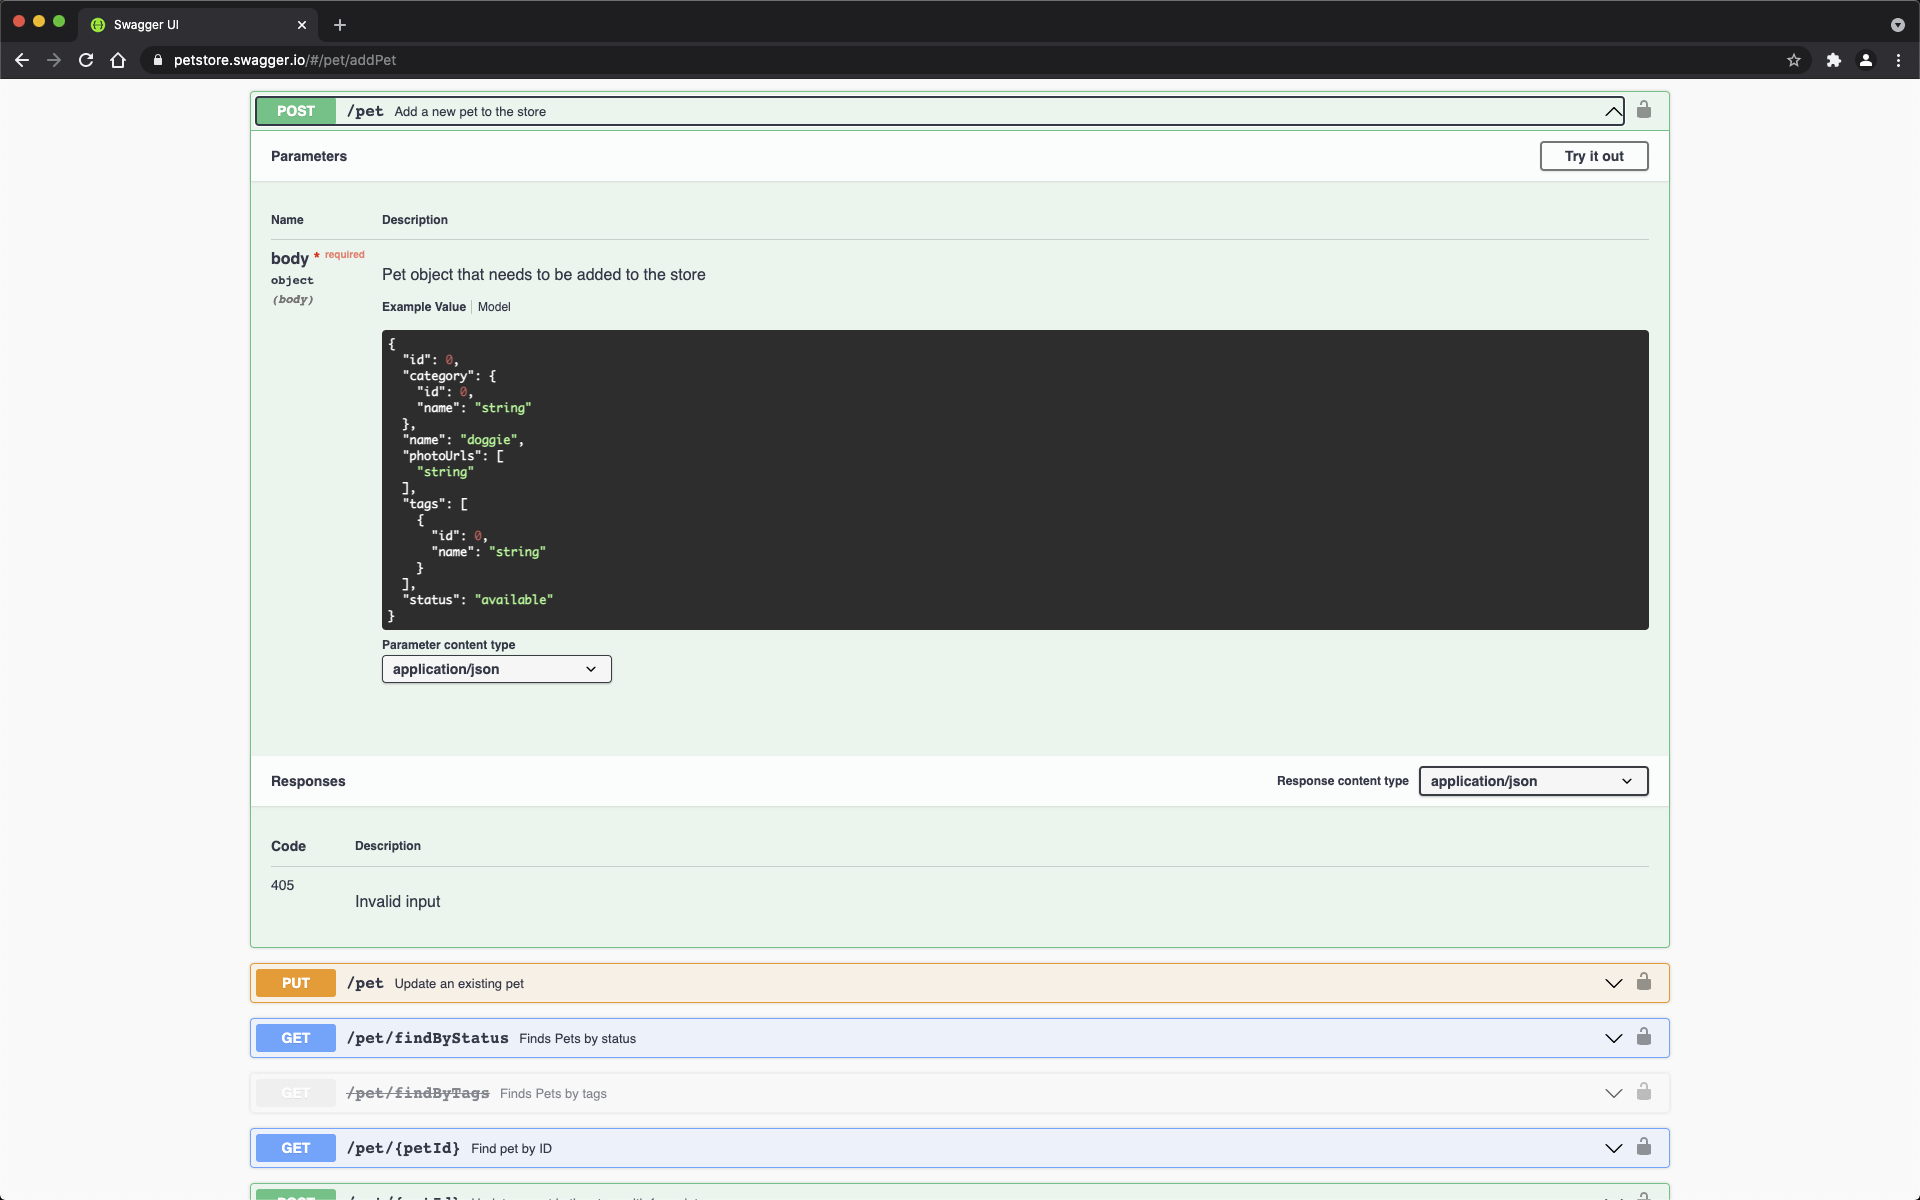 Swagger UI
petstore.swagger.io/#/pet/addPet
POST /pet Add a new pet to the store
Parameters
Try it out
Name Description
body * required
object
(body)
Pet object that needs to be added to the store
Example Value Model
{
"id": 0,
"category": {
"id": 0,
"name": "string"
},
"name": "doggie",
"photoUrls": [
"string"
],
"tags": [
{
"id": 0,
"name": "string"
}
],
"status": "available"
}
Parameter content type
application/json
Responses
Response content type application/json
Code Description
405
Invalid input
PUT /pet Update an existing pet
GET /pet/findByStatus Finds Pets by status
GET /pet/findByTags Finds Pets by tags
GET /pet/{petId} Find pet by ID